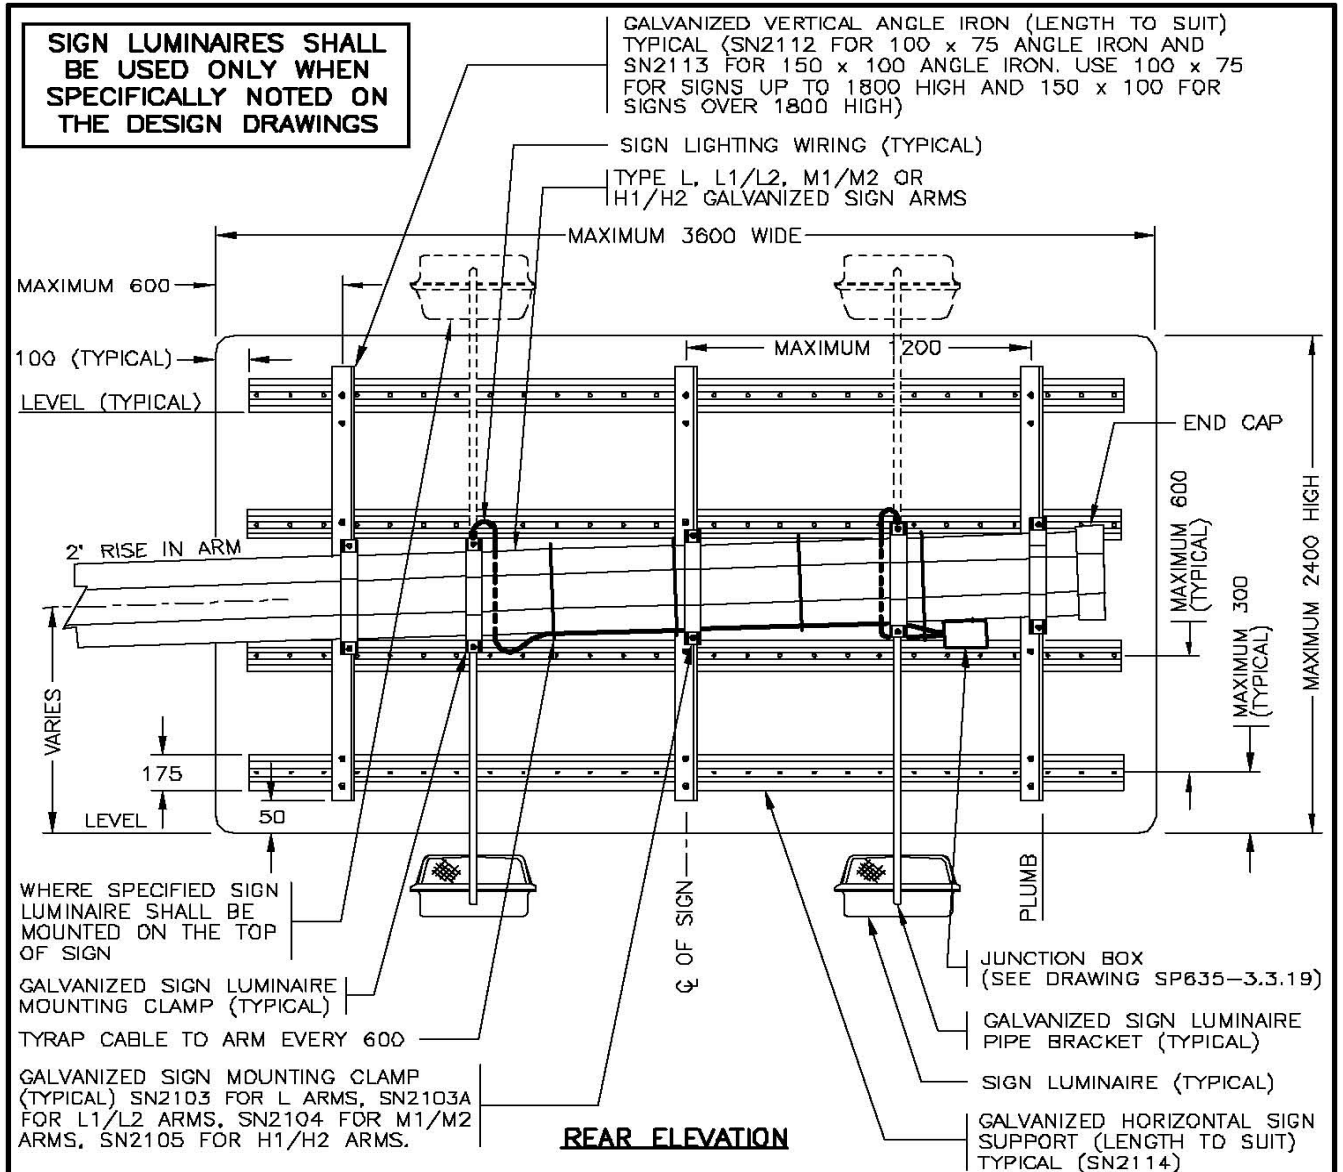 SIGN LUMINAIRES SHALL
BE USED ONLY WHEN
SPECIFICALLY NOTED ON
THE DESIGN DRAWINGS
GALVANIZED VERTICAL ANGLE IRON (LENGTH TO SUIT)
TYPICAL (SN2112 FOR 100 x 75 ANGLE IRON AND
SN2113 FOR 150 x 100 ANGLE IRON. USE 100 x 75
FOR SIGNS UP TO 1800 HIGH AND 150 x 100 FOR
SIGNS OVER 1800 HIGH)
SIGN LIGHTING WIRING (TYPICAL)
TYPE L, L1/L2, M1/M2 OR
H1/H2 GALVANIZED SIGN ARMS
MAXIMUM 3600 WIDE
MAXIMUM 600
100 (TYPICAL)
MAXIMUM 1200
LEVEL (TYPICAL)
END CAP
2° RISE IN ARM
MAXIMUM 600
(TYPICAL)
MAXIMUM 300
(TYPICAL)
MAXIMUM 2400 HIGH
VARIES
175
50
LEVEL
PLUMB
℄ OF SIGN
WHERE SPECIFIED SIGN
LUMINAIRE SHALL BE
MOUNTED ON THE TOP
OF SIGN
GALVANIZED SIGN LUMINAIRE
MOUNTING CLAMP (TYPICAL)
TYRAP CABLE TO ARM EVERY 600
GALVANIZED SIGN MOUNTING CLAMP
(TYPICAL) SN2103 FOR L ARMS, SN2103A
FOR L1/L2 ARMS, SN2104 FOR M1/M2
ARMS, SN2105 FOR H1/H2 ARMS.
JUNCTION BOX
(SEE DRAWING SP635-3.3.19)
GALVANIZED SIGN LUMINAIRE
PIPE BRACKET (TYPICAL)
SIGN LUMINAIRE (TYPICAL)
GALVANIZED HORIZONTAL SIGN
SUPPORT (LENGTH TO SUIT)
TYPICAL (SN2114)
REAR ELEVATION